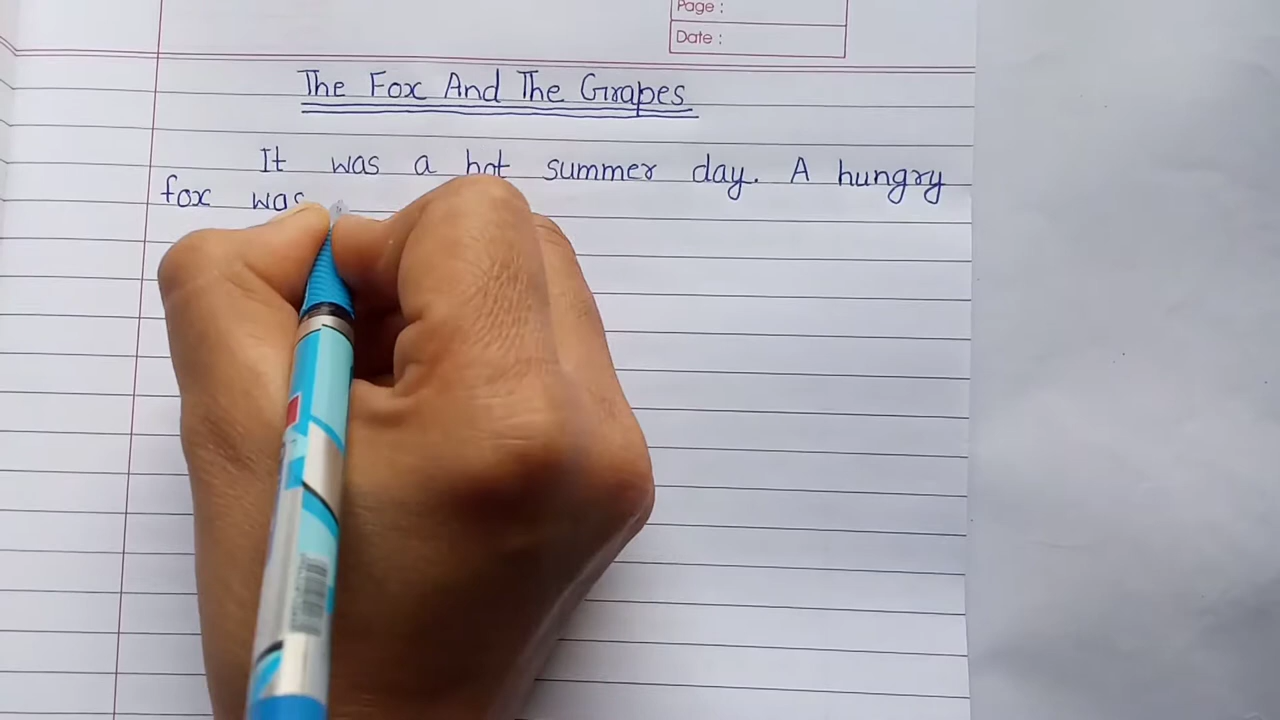 Page :
Date :
The Fox And The Grapes
It was a hot summer day. A hungry
fox was